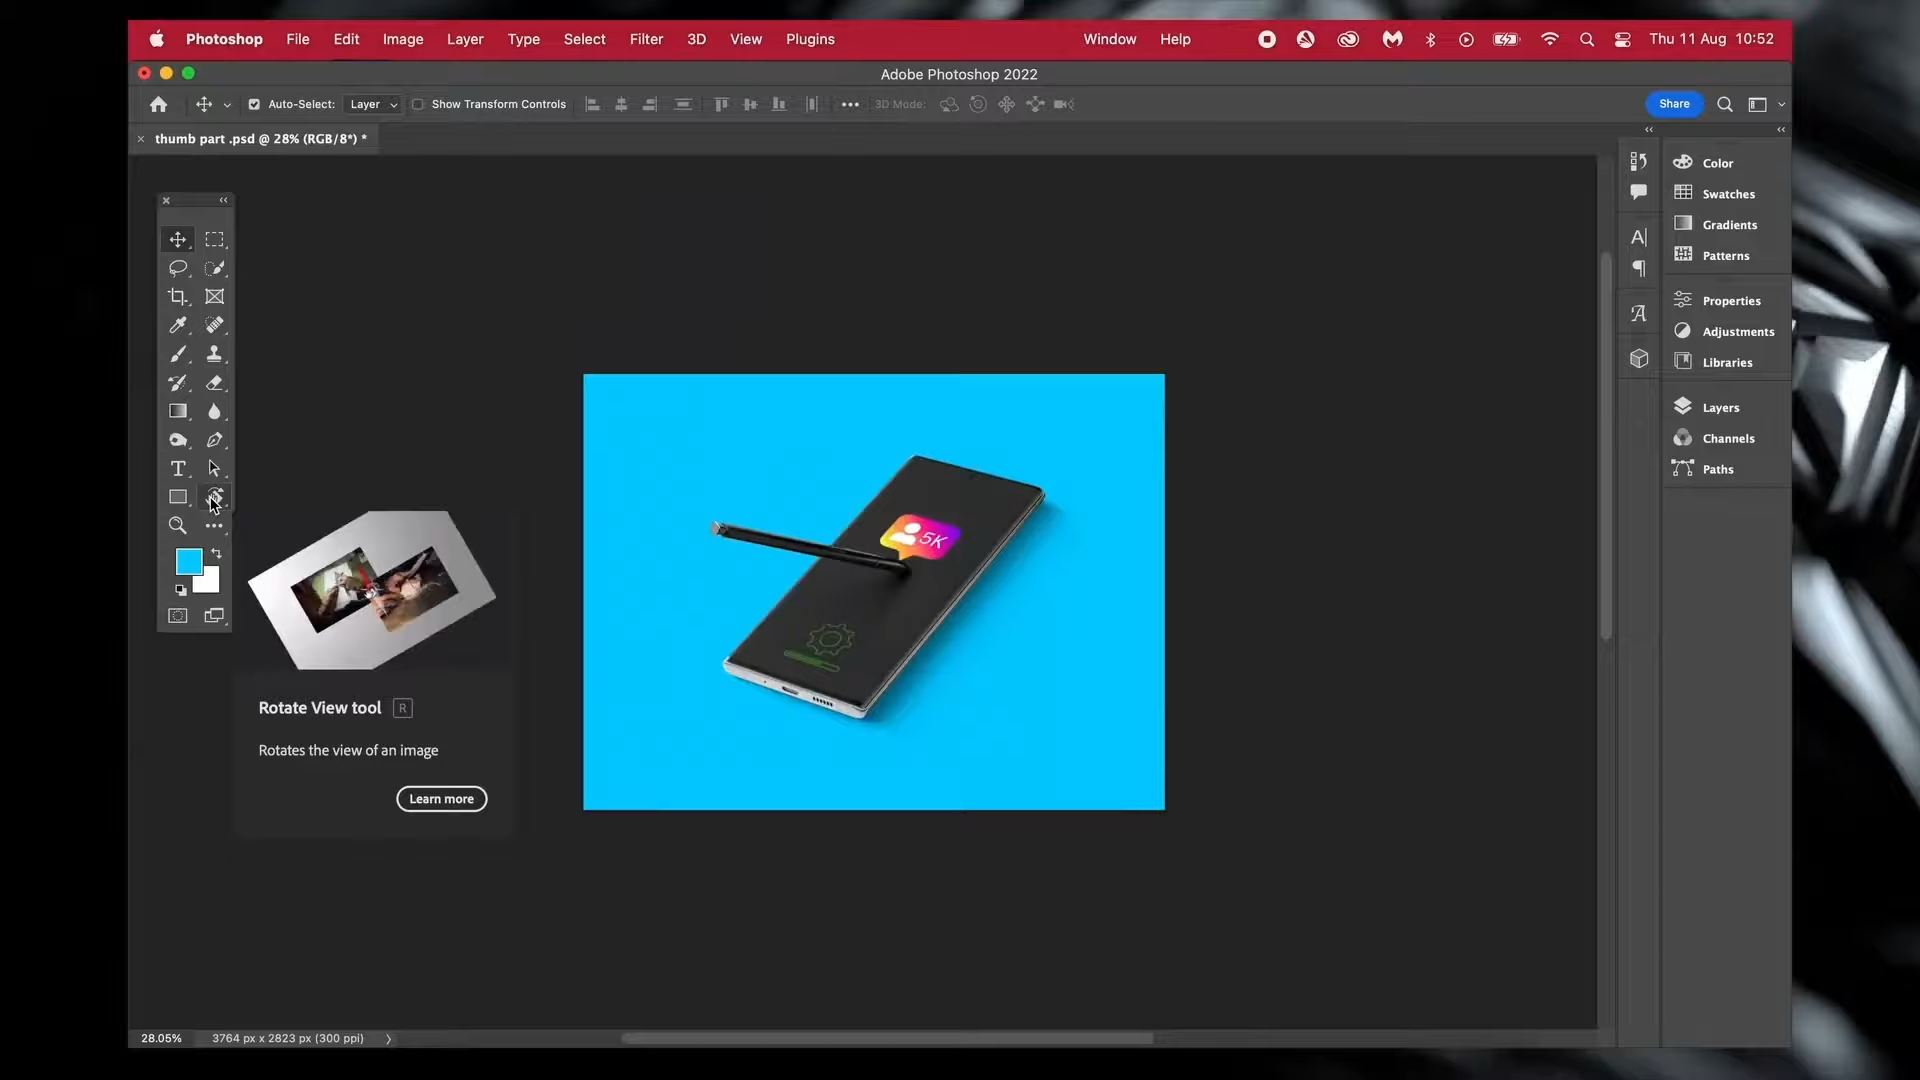 Photoshop File Edit Image Layer Type Select Filter 3D View Plugins Window Help Thu 11 Aug 10:52
Adobe Photoshop 2022
Auto-Select: Layer Show Transform Controls 3D Mode: Share
thumb part .psd @ 28% (RGB/8*) *
Color
Swatches
Gradients
Patterns
Properties
Adjustments
Libraries
Layers
Channels
Paths
5K
Rotate View tool R
Rotates the view of an image
Learn more
28.05% 3764 px x 2823 px (300 ppi)